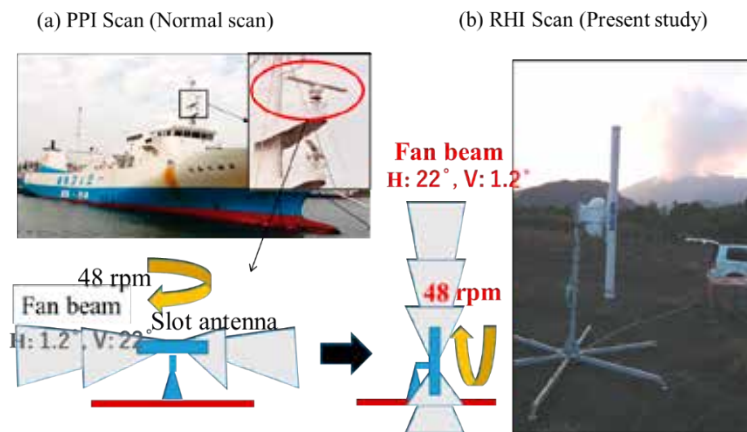 (a) PPI Scan (Normal scan)
(b) RHI Scan (Present study)
Fan beam
H: 22°, V: 1.2°
48 rpm
48 rpm
Fan beam
Slot antenna
H: 1.2°, V: 22°